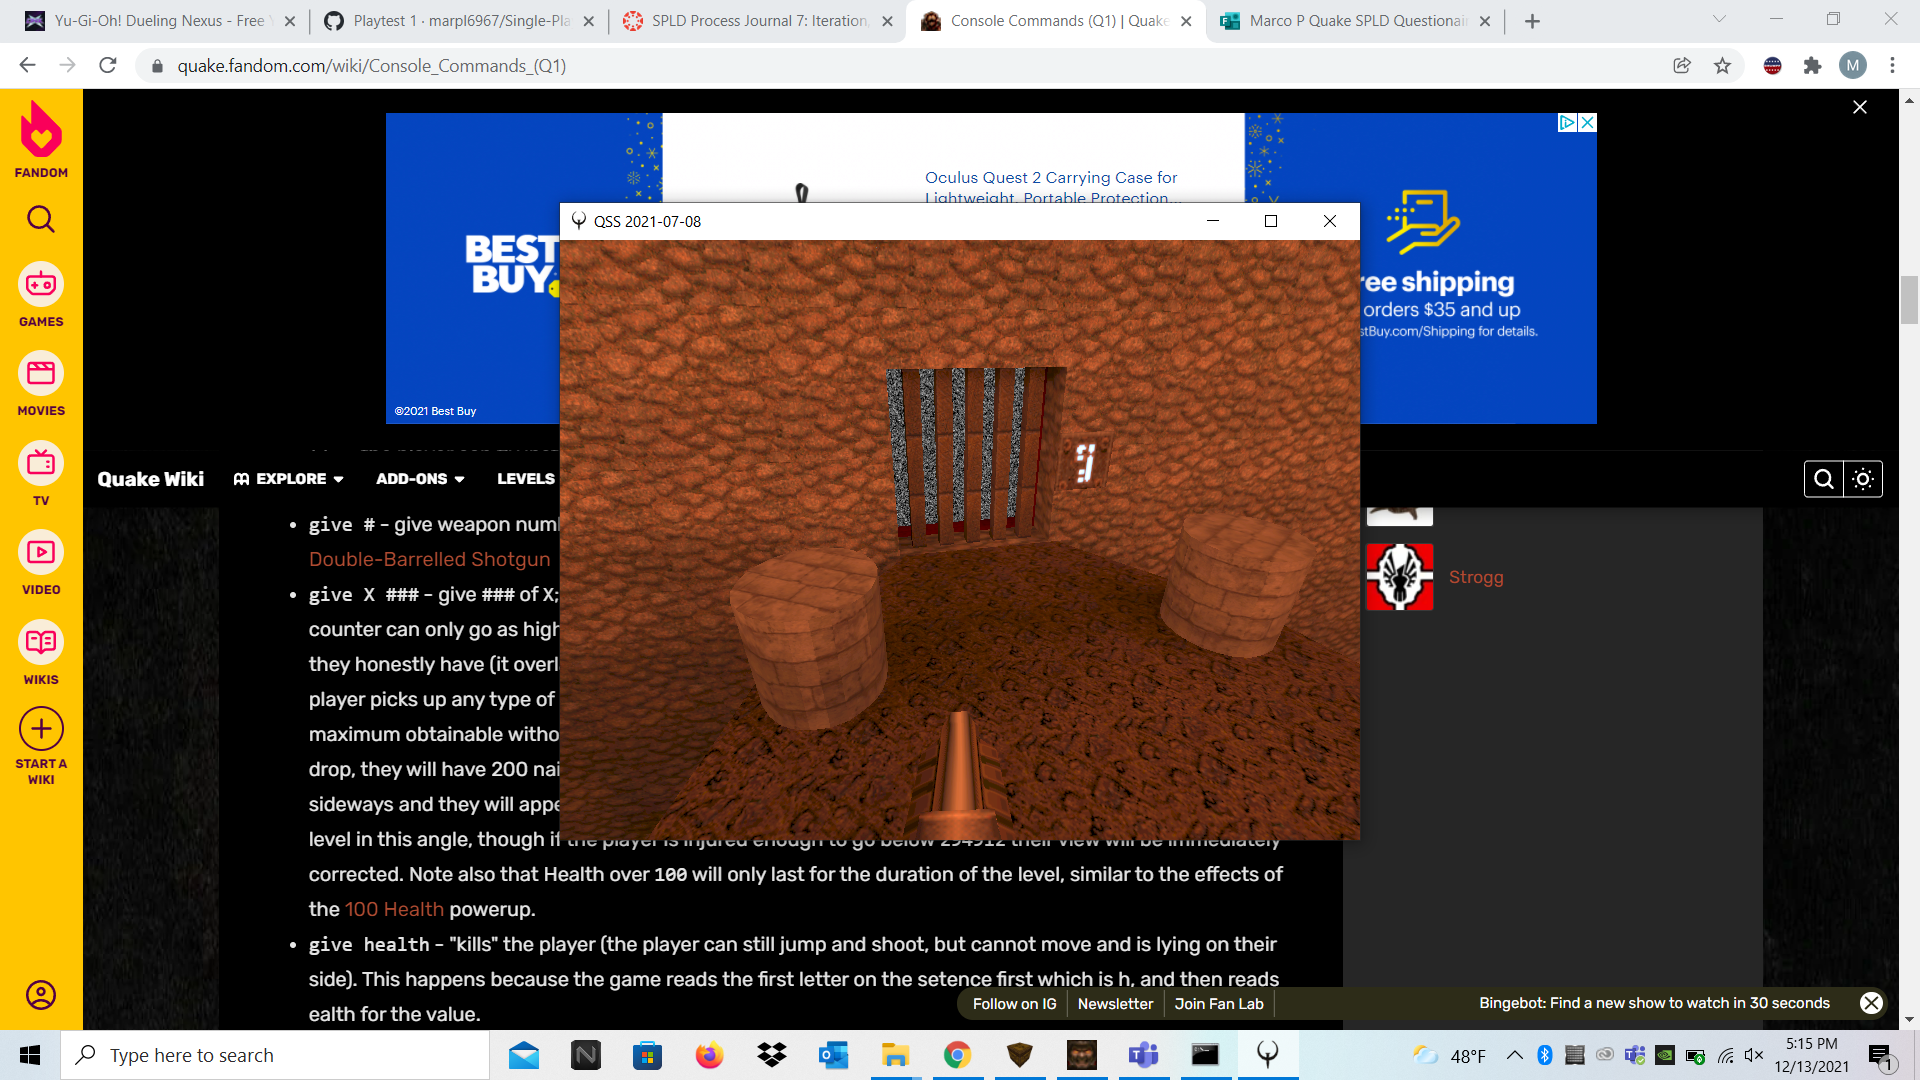 Yu-Gi-Oh! Dueling Nexus - Free Y
Playtest 1 · marpl6967/Single-Pla
SPLD Process Journal 7: Iteration,
Console Commands (Q1) | Quake
Marco P Quake SPLD Questionair
quake.fandom.com/wiki/Console_Commands_(Q1)
M
FANDOM
GAMES
MOVIES
TV
VIDEO
WIKIS
START A
WIKI
Oculus Quest 2 Carrying Case for
Lightweight, Portable Protection...
BEST
BUY
©2021 Best Buy
ree shipping
orders $35 and up
stBuy.com/Shipping for details.
QSS 2021-07-08
Quake Wiki
EXPLORE
ADD-ONS
LEVELS
• give # - give weapon num
Double-Barrelled Shotgun
• give X ### - give ### of X;
counter can only go as high
they honestly have (it overl
player picks up any type of
maximum obtainable witho
drop, they will have 200 nai
sideways and they will appe
level in this angle, though if the player is injured enough to go below 294912 their view will be immediately
corrected. Note also that Health over 100 will only last for the duration of the level, similar to the effects of
the 100 Health powerup.
• give health - "kills" the player (the player can still jump and shoot, but cannot move and is lying on their
side). This happens because the game reads the first letter on the setence first which is h, and then reads
ealth for the value.
Strogg
Follow on IG
Newsletter
Join Fan Lab
Bingebot: Find a new show to watch in 30 seconds
Type here to search
48°F
5:15 PM
12/13/2021
1